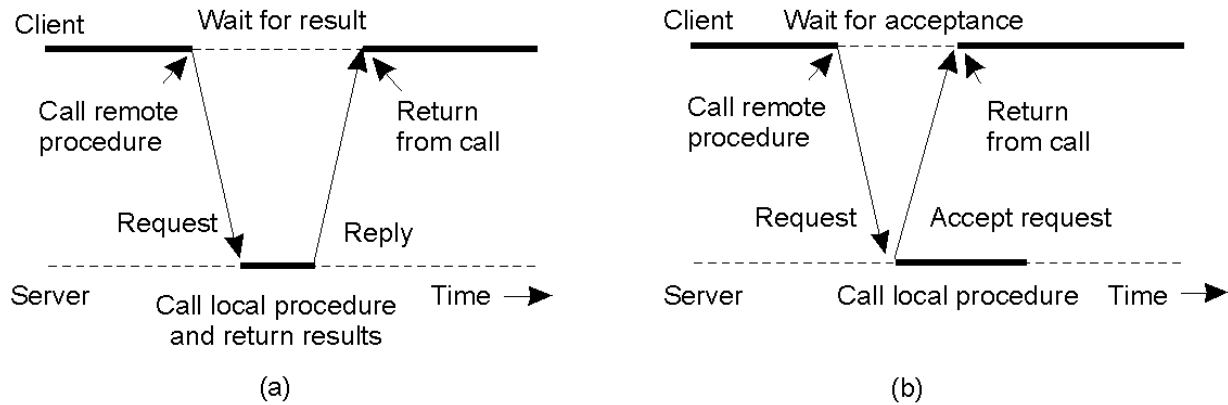 Client
Wait for result
Call remote
procedure
Return
from call
Request
Reply
Server
Call local procedure
and return results
Time
(a)
Client
Wait for acceptance
Call remote
procedure
Return
from call
Request
Accept request
Server
Call local procedure
Time
(b)